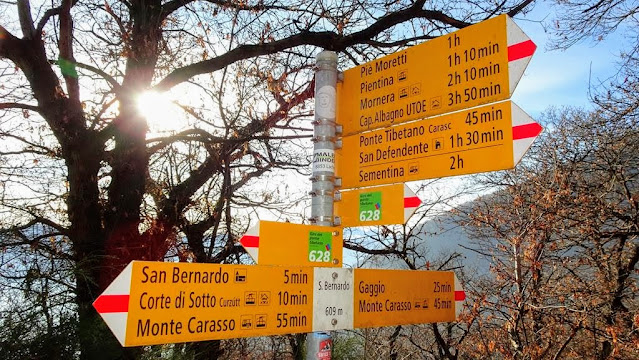 Pie Moretti 1h
Pientina 1h 10min
Mornera 2h 10min
Cap. Albagno UTOE 3h 50min
Ponte Tibetano Carasc 45min
San Defendente 1h 30min
Sementina 2h
628
628
San Bernardo 5min
Corte di Sotto Curzútt 10min
Monte Carasso 55min
S. Bernardo
609 m
Gaggio 25min
Monte Carasso 45min